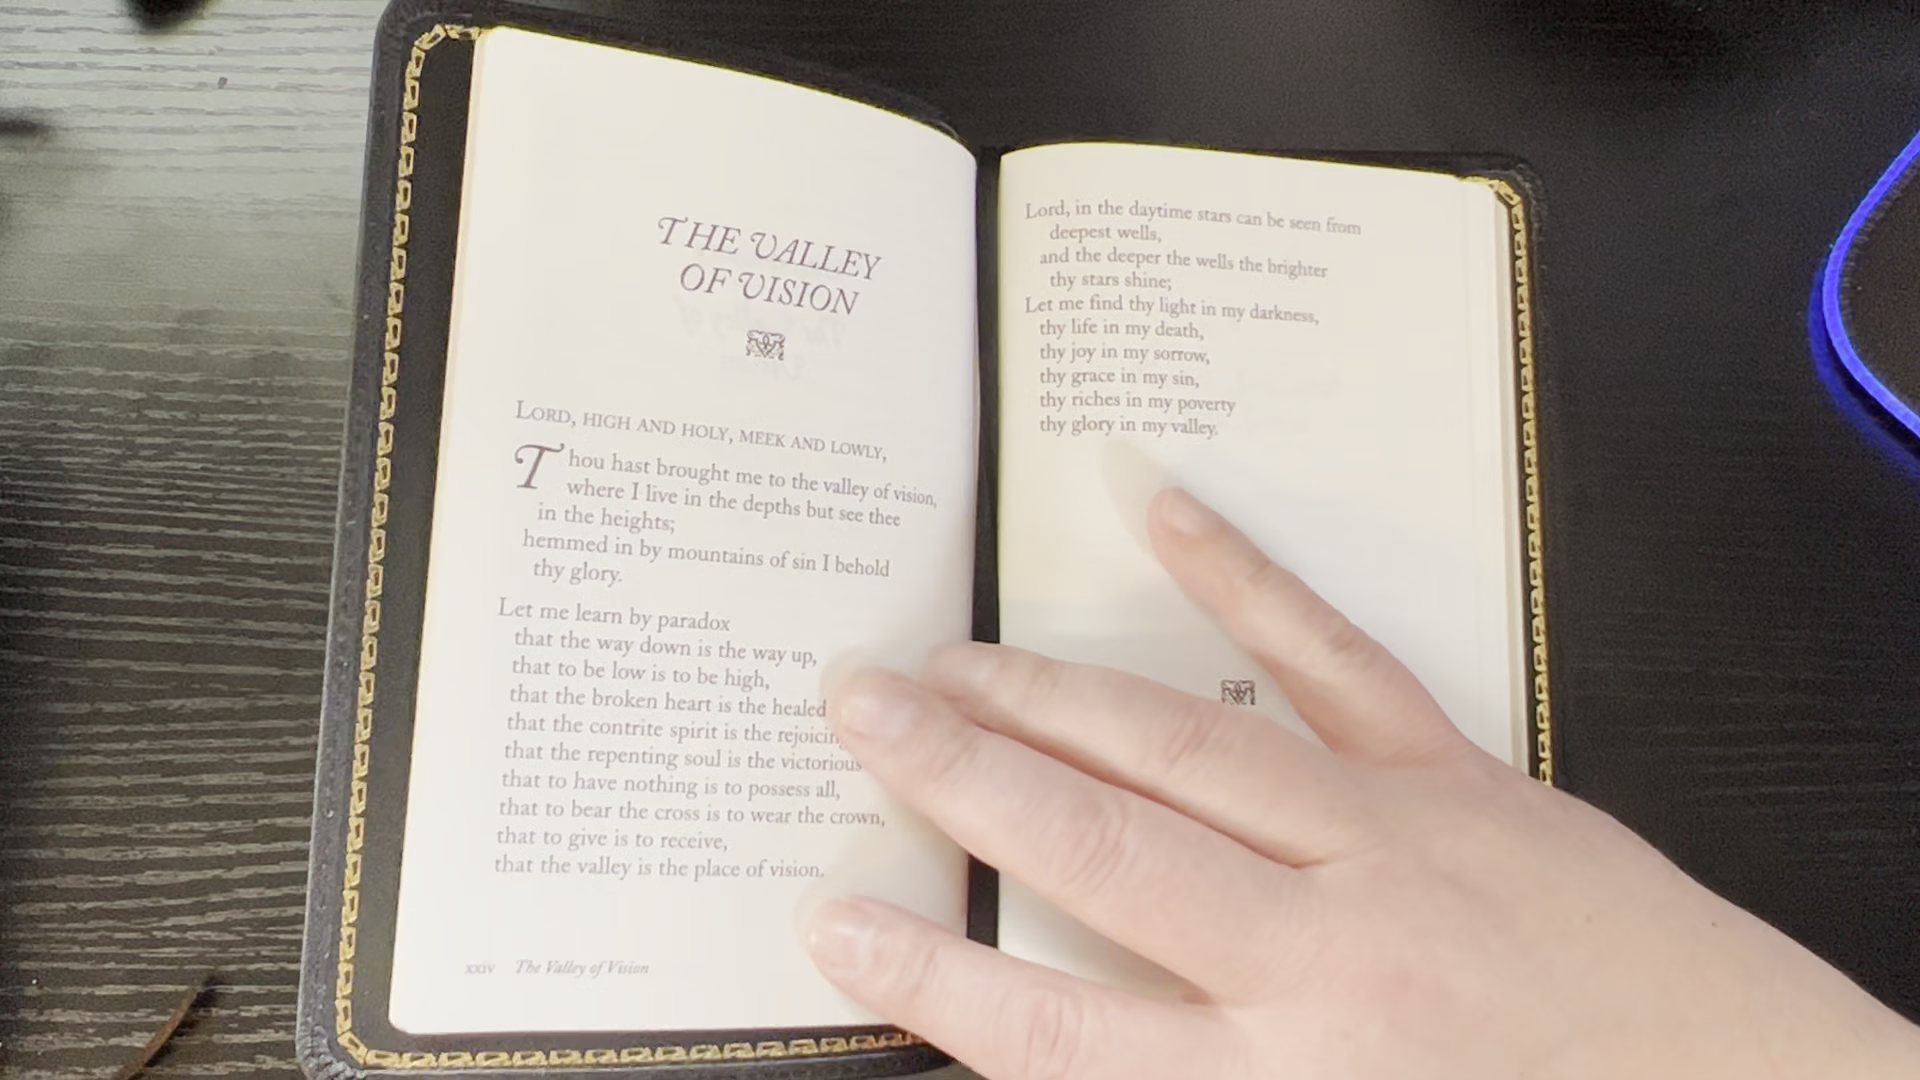 THE VALLEY
OF VISION
LORD, HIGH AND HOLY, MEEK AND LOWLY,
Thou hast brought me to the valley of vision,
where I live in the depths but see thee
in the heights;
hemmed in by mountains of sin I behold
thy glory.
Let me learn by paradox
that the way down is the way up,
that to be low is to be high,
that the broken heart is the healed
that the contrite spirit is the
that the repenting soul is the victorious
that to have nothing is to possess all,
that to bear the cross is to wear the crown,
that to give is to receive,
that the valley is the place of vision.
xxiv The Valley of Vision
Lord, in the daytime stars can be seen from
deepest wells,
and the deeper the wells the brighter
thy stars shine;
Let me find thy light in my darkness,
thy life in my death,
thy joy in my sorrow,
thy grace in my sin,
thy riches in my poverty
thy glory in my valley.